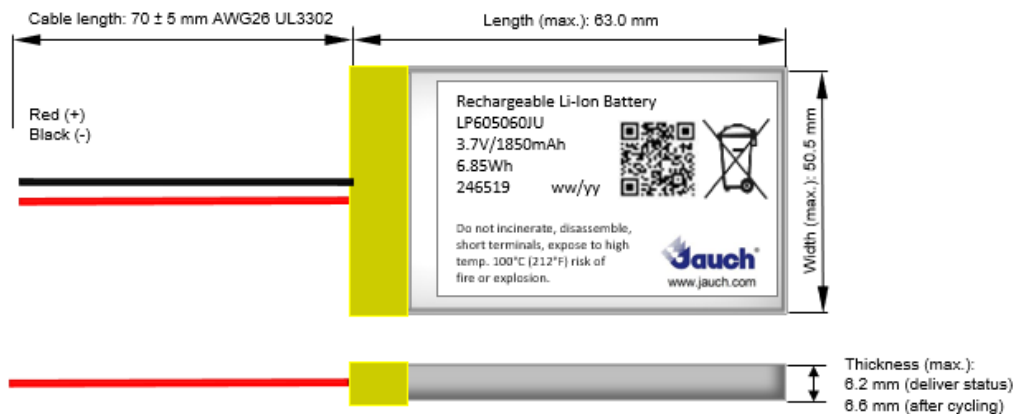 Cable length: 70 ± 5 mm AWG26 UL3302
Length (max.): 63.0 mm
Red (+)
Black (-)
Rechargeable Li-Ion Battery
LP605060JU
3.7V/1850mAh
6.85Wh
246519 ww/yy
Do not incinerate, disassemble,
short terminals, expose to high
temp. 100°C (212°F) risk of
fire or explosion.
Jauch®
www.jauch.com
Width (max.): 50.5 mm
Thickness (max.):
6.2 mm (deliver status)
6.6 mm (after cycling)